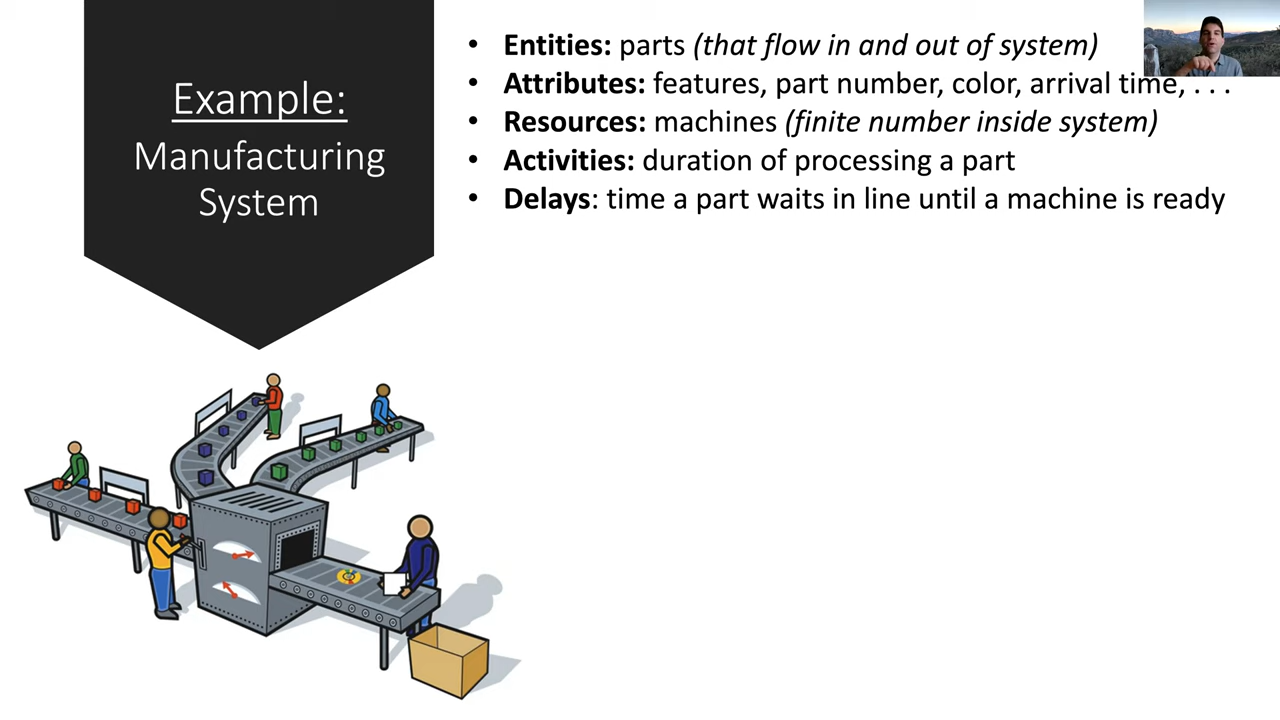 Example:
Manufacturing
System
• Entities: parts (that flow in and out of system)
• Attributes: features, part number, color, arrival time, . . .
• Resources: machines (finite number inside system)
• Activities: duration of processing a part
• Delays: time a part waits in line until a machine is ready